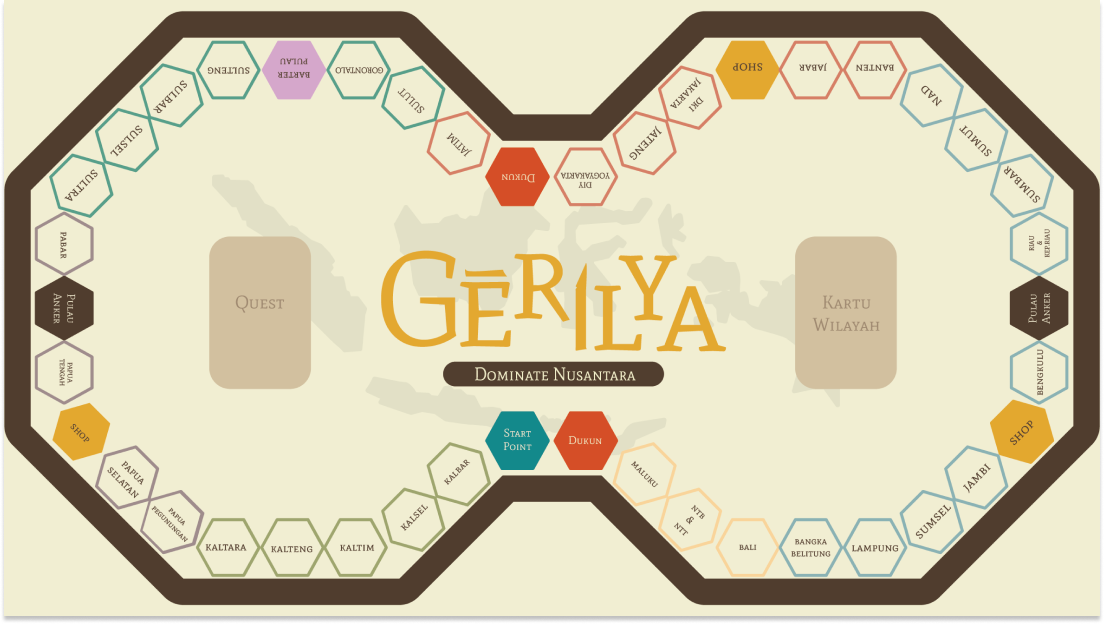 SULTENG
BARTER
PULAU
GORONTALO
SULUT
JATIM
DUKUN
DIY
YOGYAKARTA
JATENG
DKI
JAKARTA
SHOP
JABAR
BANTEN
NAD
SUMUT
SUMBAR
RIAU
&
KEP.RIAU
PULAU
ANKER
BENGKULU
SHOP
JAMBI
SUMSEL
LAMPUNG
BANGKA
BELITUNG
BALI
NTB
&
NTT
MALUKU
DUKUN
START
POINT
KALBAR
KALSEL
KALTIM
KALTENG
KALTARA
PAPUA
PEGUNUNGAN
PAPUA
SELATAN
SHOP
PAPUA
TENGAH
PULAU
ANKER
PABAR
SULTRA
SULSEL
SULBAR
QUEST
GĒRILYA
DOMINATE NUSANTARA
KARTU
WILAYAH